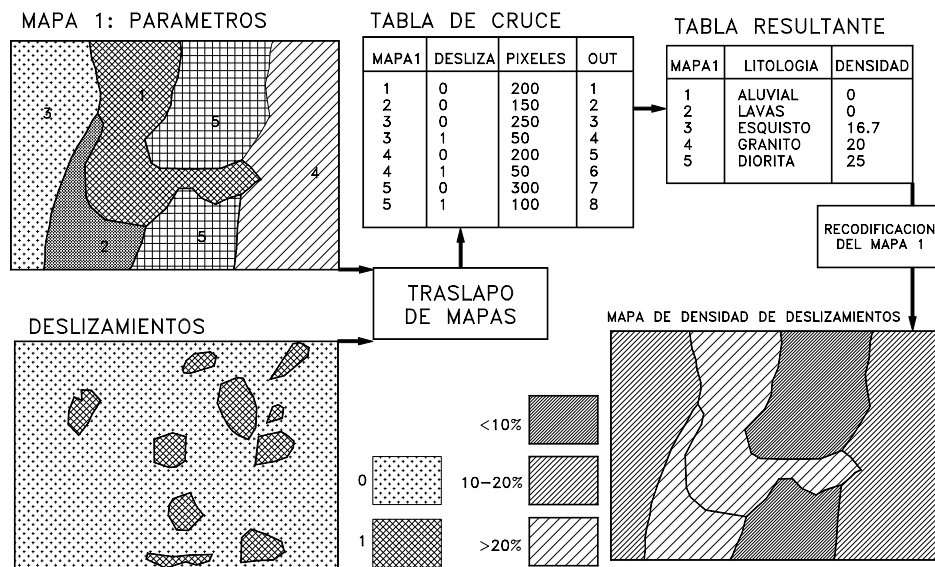 MAPA 1: PARAMETROS
1
3
5
4
2
5
TABLA DE CRUCE
MAPA1 DESLIZA PIXELES OUT
1 0 200 1
2 0 150 2
3 0 250 3
3 1 50 4
4 0 200 5
4 1 50 6
5 0 300 7
5 1 100 8
TABLA RESULTANTE
MAPA1 LITOLOGIA DENSIDAD
1 ALUVIAL 0
2 LAVAS 0
3 ESQUISTO 16.7
4 GRANITO 20
5 DIORITA 25
RECODIFICACION
DEL MAPA 1
TRASLAPO
DE MAPAS
DESLIZAMIENTOS
0
1
<10%
10-20%
>20%
MAPA DE DENSIDAD DE DESLIZAMIENTOS